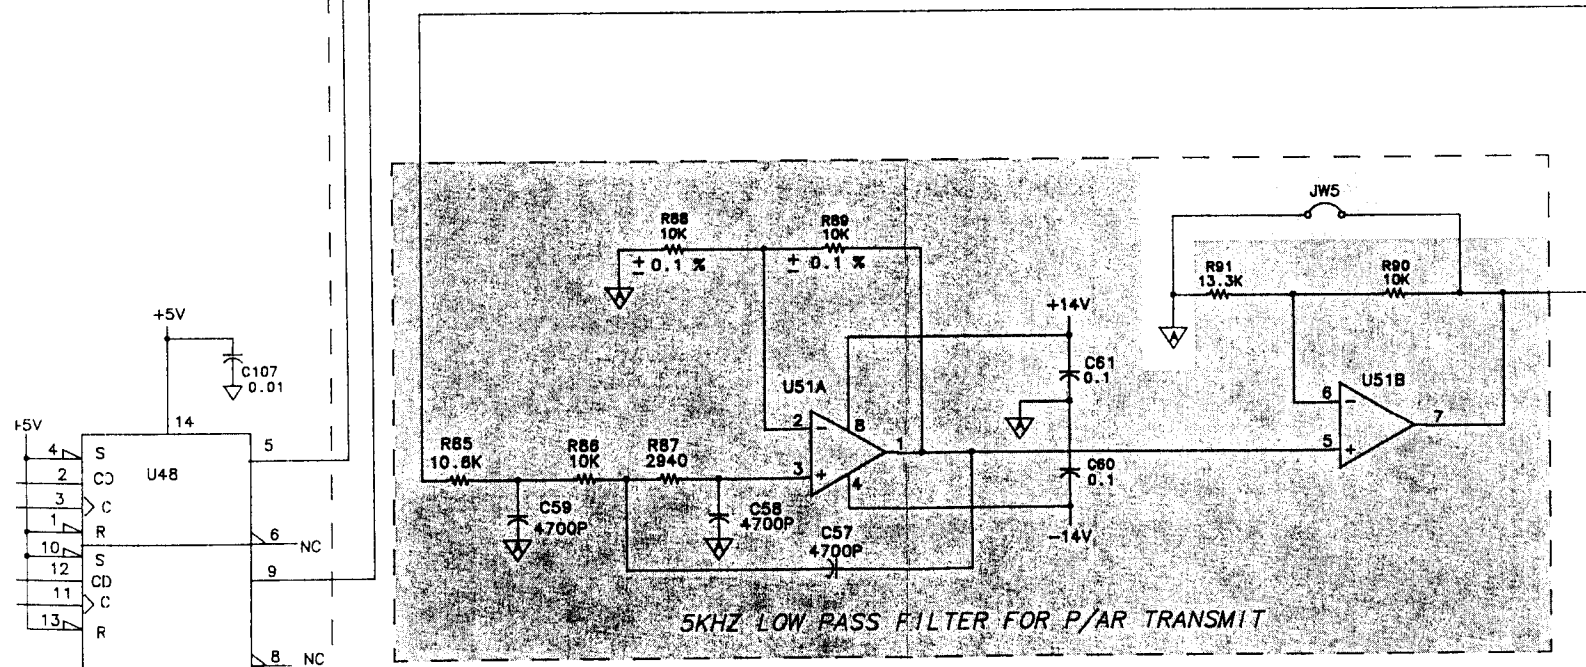 JW5
R88
10K
± 0.1 %
R89
10K
± 0.1 %
R91
13.3K
R90
10K
A
A
+5V
C107
0.01
+14V
C61
0.1
U51A
U51B
A
14
+5V
4 S
5
2
U48
3 C
1 R
6
NC
10 S
12 CD
9
11 C
13 R
8
NC
2
-
8
1
3
+
4
6
-
7
5
+
R85
10.6K
R86
10K
R87
2940
C59
4700P
A
C58
4700P
A
C57
4700P
C60
0.1
-14V
5KHZ LOW PASS FILTER FOR P/AR TRANSMIT